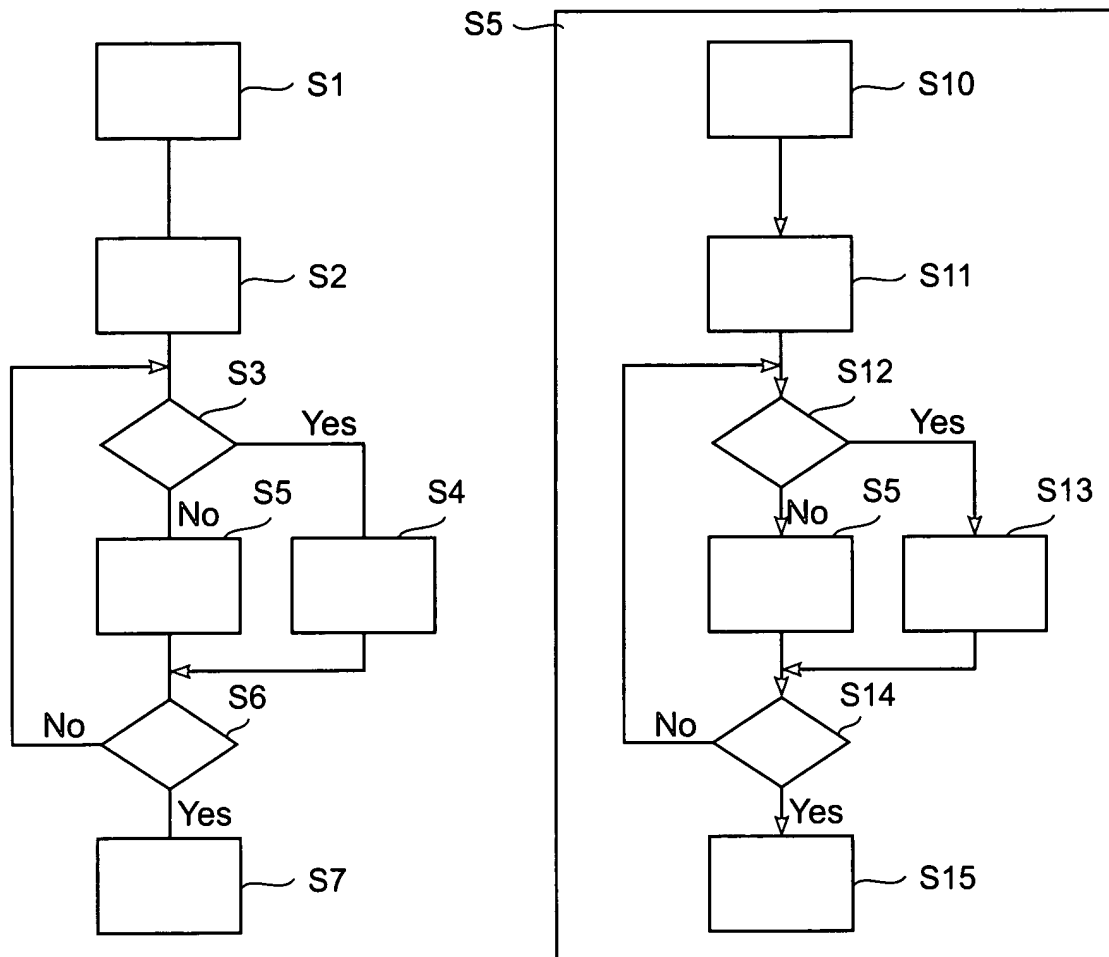 S1
S2
S3
Yes
No
S5
S4
S6
No
Yes
S7
S5
S10
S11
S12
Yes
No
S5
S13
S14
No
Yes
S15